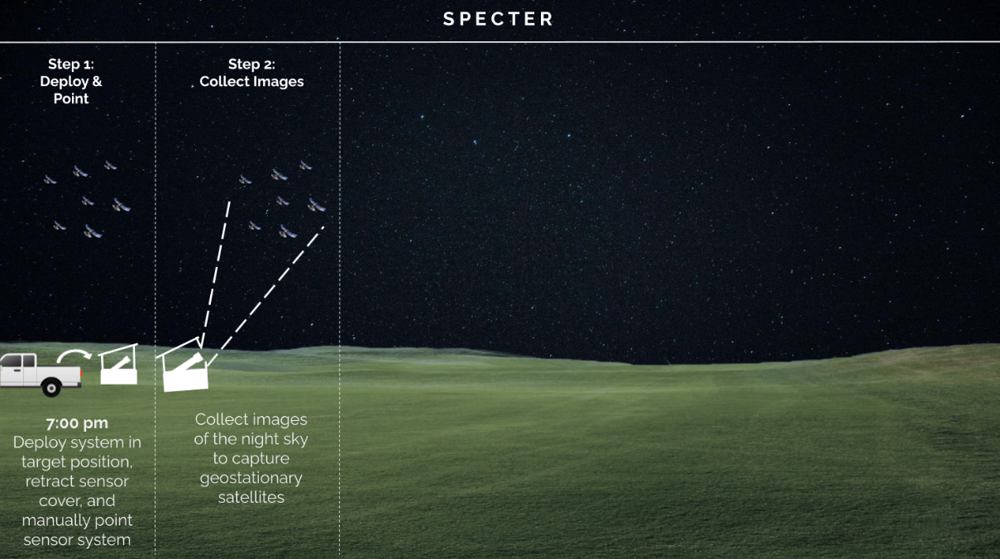 SPECTER
Step 1:
Deploy &
Point
Step 2:
Collect Images
7:00 pm
Deploy system in
target position,
retract sensor
cover, and
manually point
sensor system
Collect images
of the night sky
to capture
geostationary
satellites